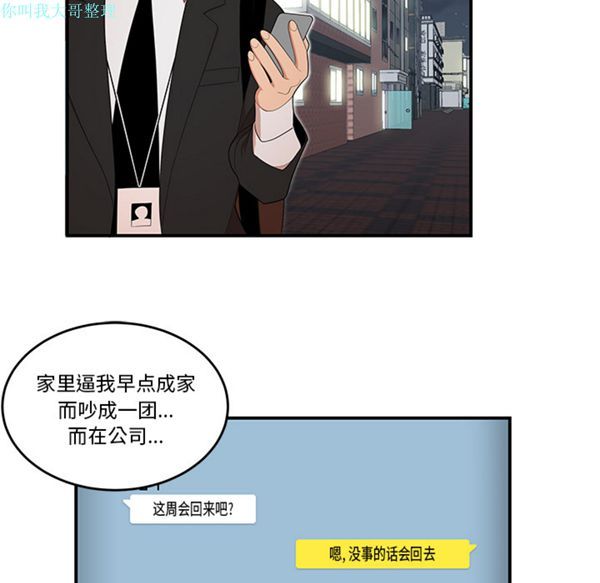 你叫我大哥整理
家里逼我早点成家
而吵成一团...
而在公司...
这周会回来吧?
嗯,没事的话会回去